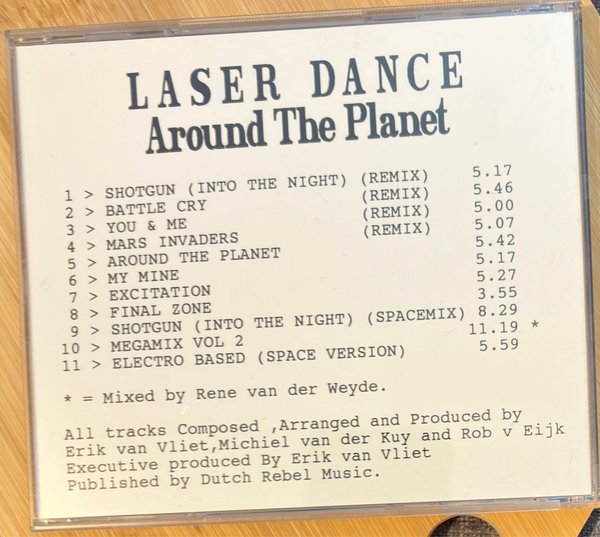 LASER DANCE
Around The Planet
1 > SHOTGUN (INTO THE NIGHT) (REMIX) 5.17
2 > BATTLE CRY (REMIX) 5.46
3 > YOU & ME (REMIX) 5.00
4 > MARS INVADERS (REMIX) 5.07
5 > AROUND THE PLANET 5.42
6 > MY MINE 5.17
7 > EXCITATION 5.27
8 > FINAL ZONE 3.55
9 > SHOTGUN (INTO THE NIGHT) (SPACEMIX) 8.29
10 > MEGAMIX VOL 2 11.19 *
11 > ELECTRO BASED (SPACE VERSION) 5.59
* = Mixed by Rene van der Weyde.
All tracks Composed ,Arranged and Produced by
Erik van Vliet,Michiel van der Kuy and Rob v Eijk
Executive produced By Erik van Vliet
Published by Dutch Rebel Music.